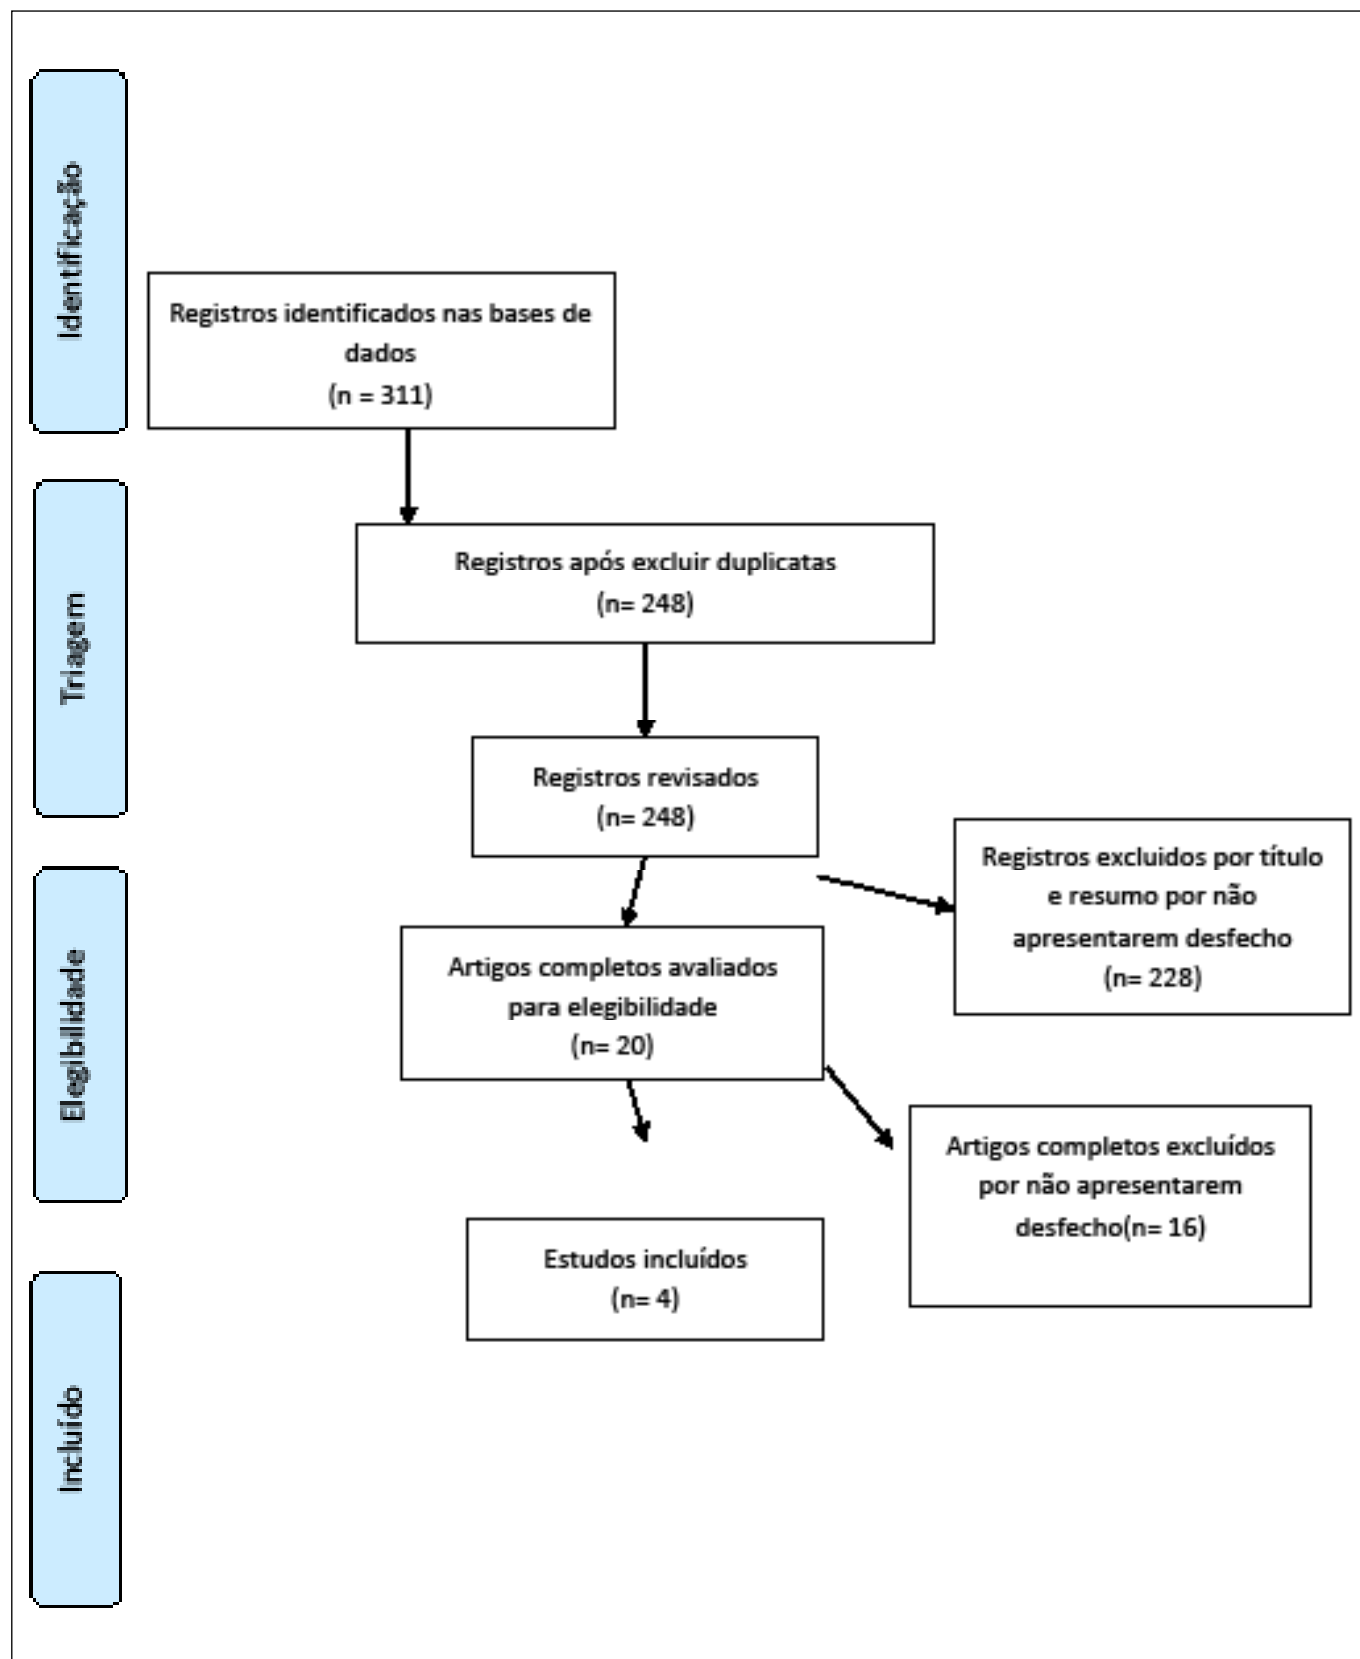 Identificação
Registros identificados nas bases de
dados
(n = 311)
Triagem
Registros após excluir duplicatas
(n= 248)
Registros revisados
(n= 248)
Registros excluidos por título
e resumo por não
apresentarem desfecho
(n= 228)
Elegibilidade
Artigos completos avaliados
para elegibilidade
(n= 20)
Artigos completos excluídos
por não apresentarem
desfecho(n= 16)
Estudos incluídos
(n= 4)
Incluído